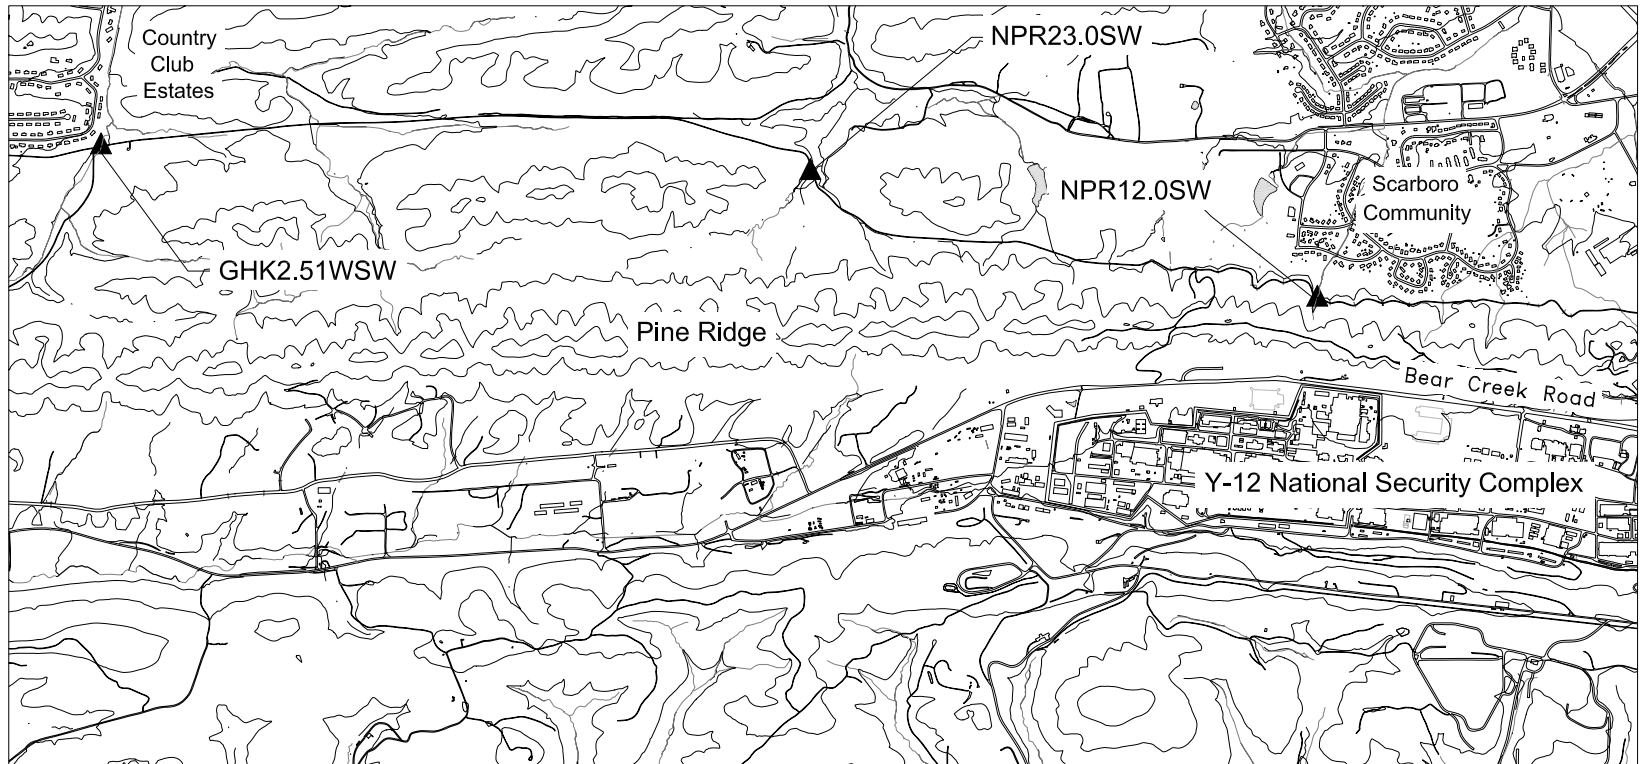 Country
Club
Estates
NPR23.0SW
NPR12.0SW
Scarboro
Community
GHK2.51WSW
Pine Ridge
Bear Creek Road
Y-12 National Security Complex